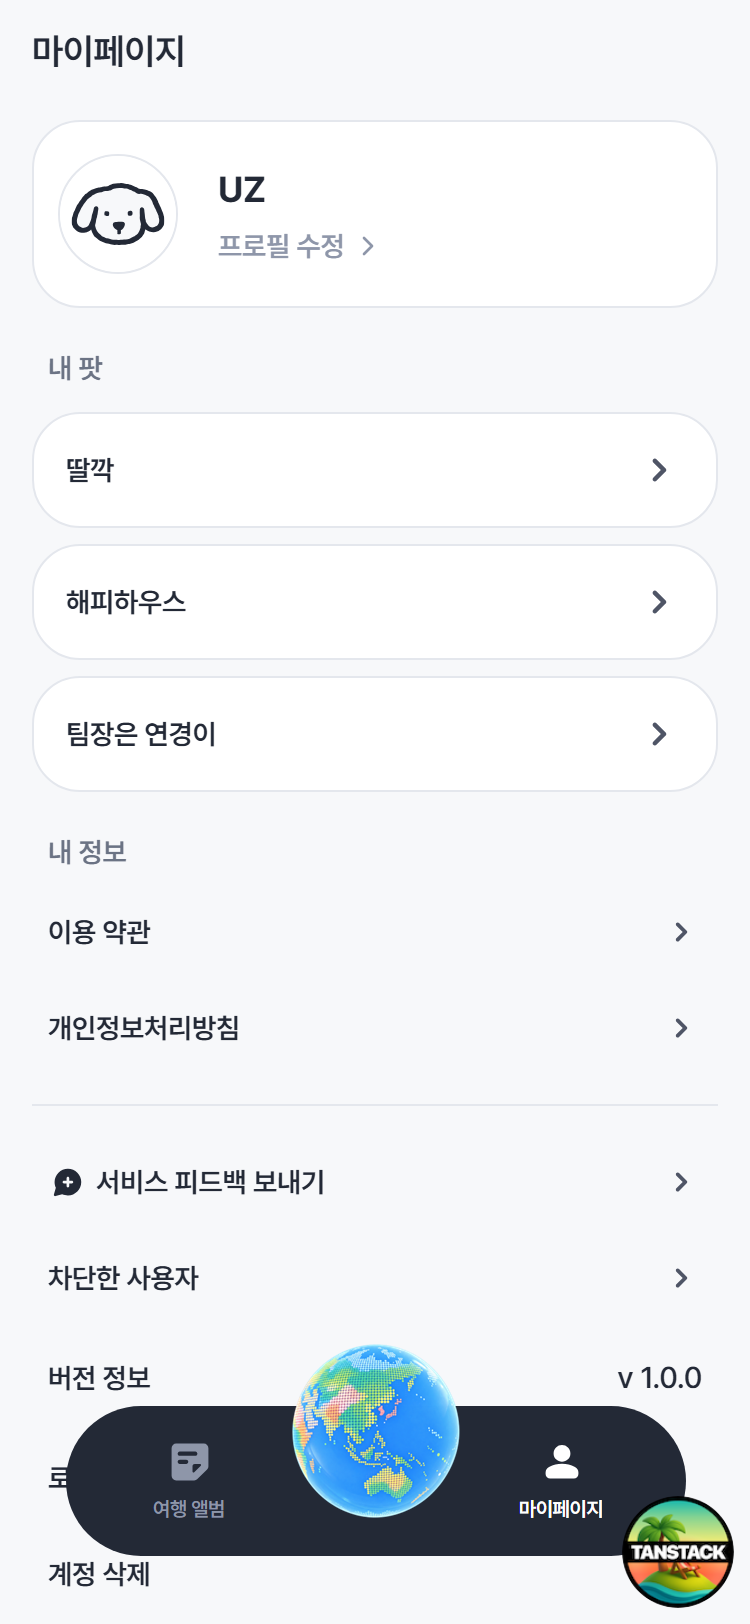 마이페이지
UZ
프로필 수정
내 팟
딸깍
해피하우스
팀장은 연경이
내 정보
이용 약관
개인정보처리방침
서비스 피드백 보내기
차단한 사용자
버전 정보 v 1.0.0
여행 앨범 마이페이지
TANSTACK
계정 삭제